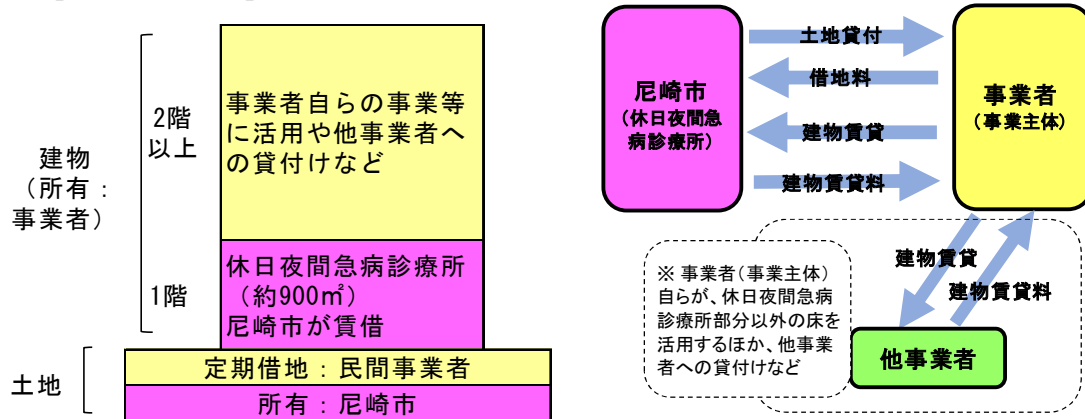 建物
（所有：
事業者）
2階
以上
1階
土地
事業者自らの事業等
に活用や他事業者へ
の貸付けなど
休日夜間急病診療所
（約900㎡）
尼崎市が賃借
定期借地：民間事業者
所有：尼崎市
尼崎市
（休日夜間急
病診療所）
土地貸付
借地料
建物賃貸
建物賃貸料
事業者
（事業主体）
建物賃貸
建物賃貸料
※ 事業者（事業主体）
自らが、休日夜間急病
診療所部分以外の床を
活用するほか、他事業
者への貸付けなど
他事業者